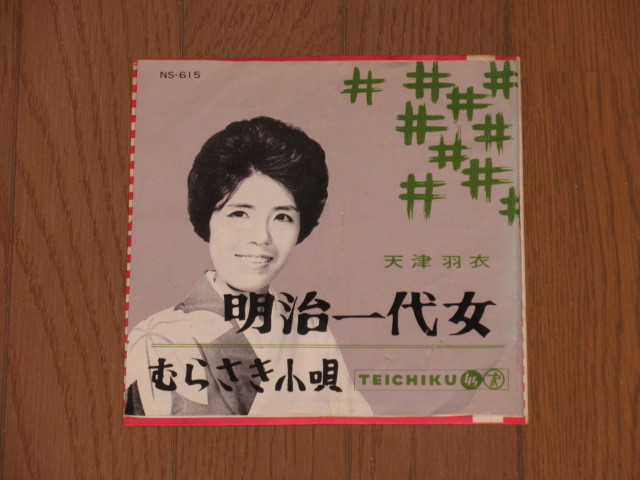 NS-615
天津羽衣
明治一代女
むらさき小唄
TEICHIKU 45